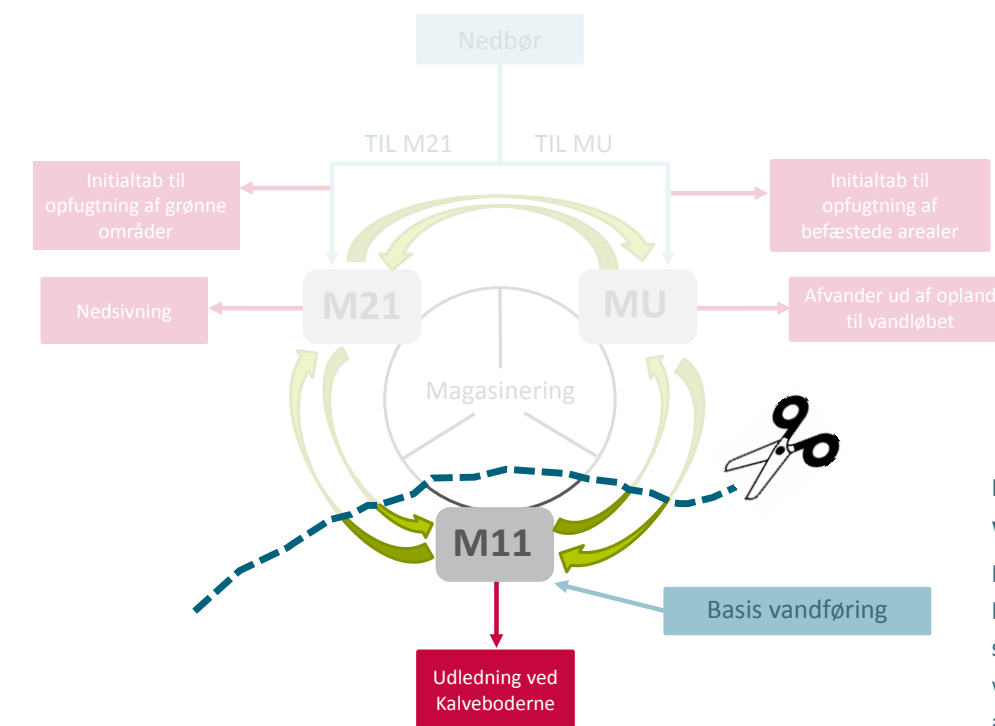 Nedbør
TIL M21
TIL MU
Initialtab til
opfugtning af grønne
områder
Initialtab til
opfugtning af
befæstede arealer
M21
MU
Nedsivning
Afvander ud af opland
til vandløbet
Magasinering
M11
Basis vandføring
Udledning ved
Kalveboderne